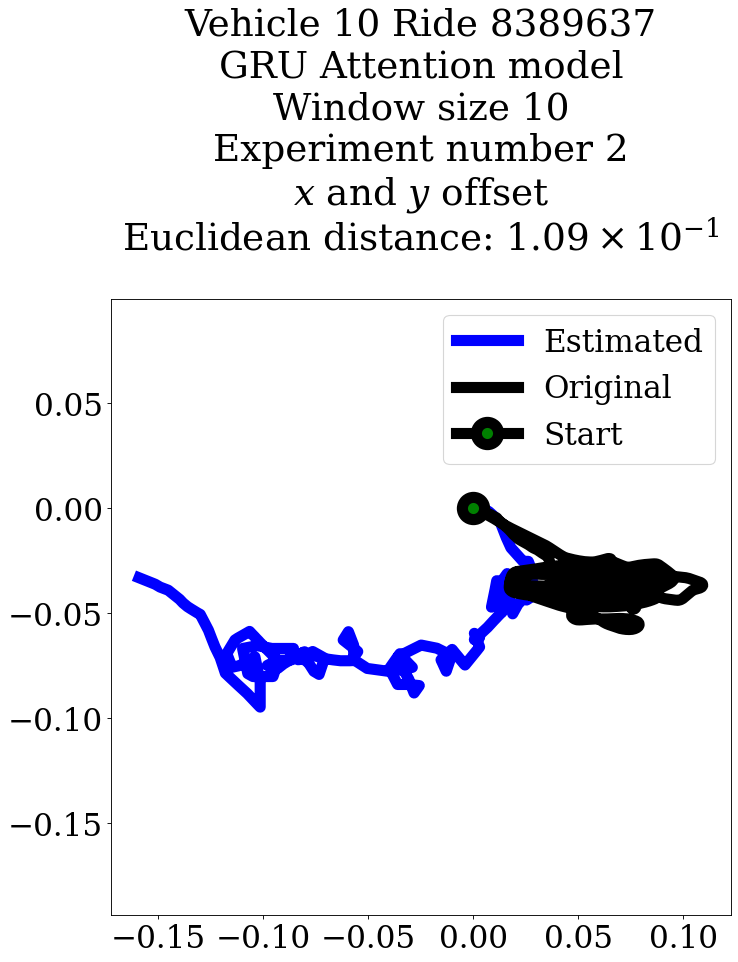 Vehicle 10 Ride 8389637
GRU Attention model
Window size 10
Experiment number 2
x and y offset
Euclidean distance: 1.09 × 10⁻¹
Estimated
Original
Start
0.05
0.00
−0.05
−0.10
−0.15
−0.15 −0.10 −0.05 0.00 0.05 0.10